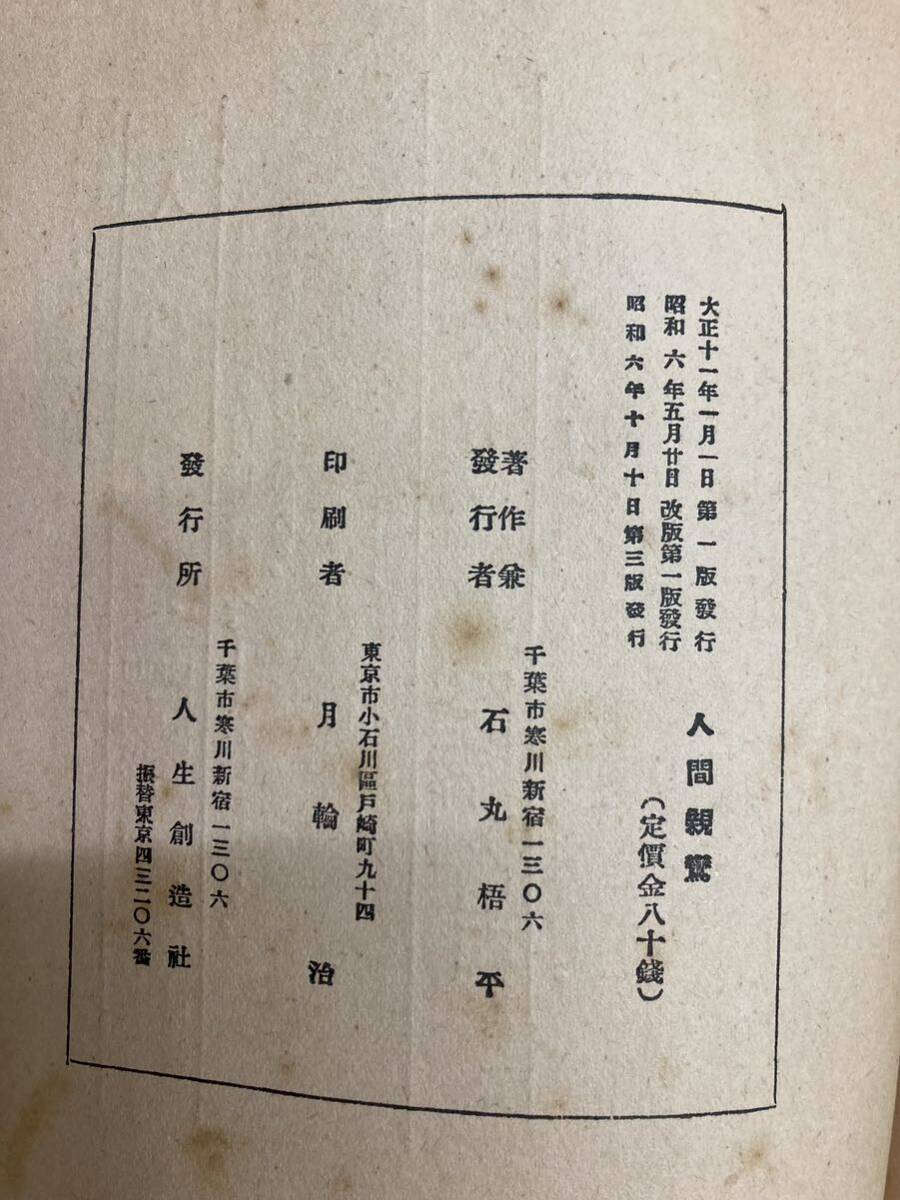 大正十一年一月一日第一版發行
昭和六年五月廿日改版第一版發行
昭和六年十月十日第三版發行
人間親鸞
（定價金八十錢）
著作兼
發行者
千葉市寒川新宿一三〇六
石丸梧平
印刷者
東京市小石川區戸崎町九十四
月輪治
發行所
千葉市寒川新宿一三〇六
人生創造社
振替東京四三二〇六番